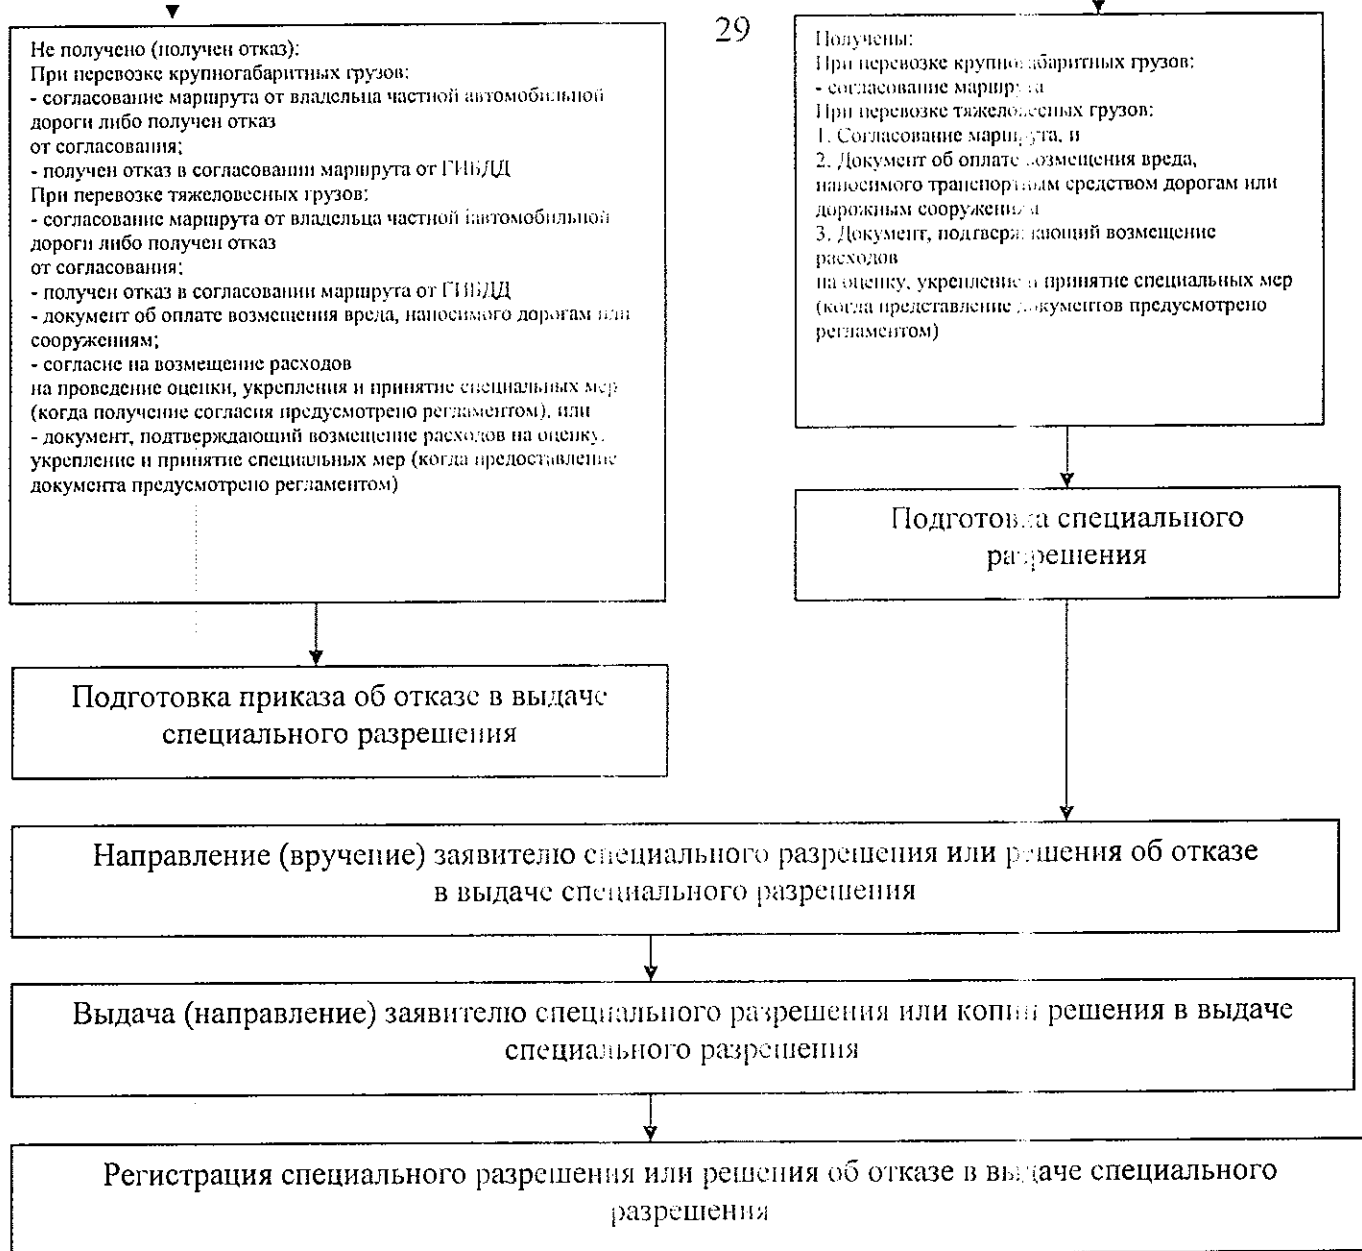 29
Не получено (получен отказ):
При перевозке крупногабаритных грузов:
- согласование маршрута от владельца частной автомобильной
дороги либо получен отказ
от согласования;
- получен отказ в согласовании маршрута от ГИБДД
При перевозке тяжеловесных грузов:
- согласование маршрута от владельца частной автомобильной
дороги либо получен отказ
от согласования;
- получен отказ в согласовании маршрута от ГИБДД
- документ об оплате возмещения вреда, наносимого дорогам или
сооружениям;
- согласие на возмещение расходов
на проведение оценки, укрепления и принятие специальных мер
(когда получение согласия предусмотрено регламентом), или
- документ, подтверждающий возмещение расходов на оценку,
укрепление и принятие специальных мер (когда предоставление
документа предусмотрено регламентом)
Получены:
При перевозке крупногабаритных грузов:
- согласование маршрута
При перевозке тяжеловесных грузов:
1. Согласование маршрута, и
2. Документ об оплате возмещения вреда,
наносимого транспортным средством дорогам или
дорожным сооружениям
3. Документ, подтверждающий возмещение
расходов
на оценку, укрепление и принятие специальных мер
(когда представление документов предусмотрено
регламентом)
Подготовка специального
разрешения
Подготовка приказа об отказе в выдаче
специального разрешения
Направление (вручение) заявителю специального разрешения или решения об отказе
в выдаче специального разрешения
Выдача (направление) заявителю специального разрешения или копии решения в выдаче
специального разрешения
Регистрация специального разрешения или решения об отказе в выдаче специального
разрешения